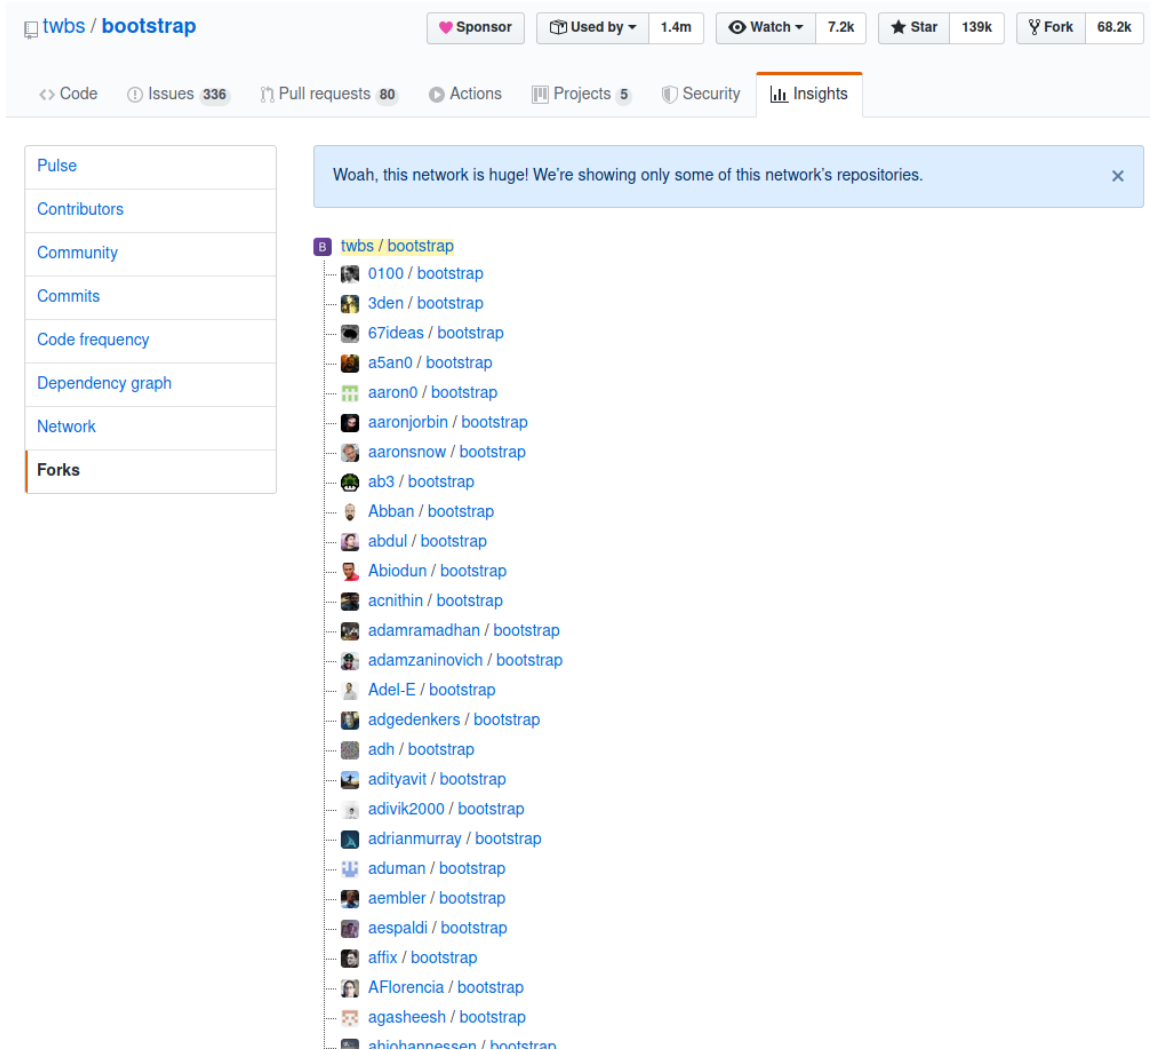 twbs / bootstrap
Sponsor Used by 1.4m Watch 7.2k Star 139k Fork 68.2k
Code Issues 336 Pull requests 80 Actions Projects 5 Security Insights
Pulse
Contributors
Community
Commits
Code frequency
Dependency graph
Network
Forks
Woah, this network is huge! We're showing only some of this network's repositories.
B twbs / bootstrap
0100 / bootstrap
3den / bootstrap
67ideas / bootstrap
a5an0 / bootstrap
aaron0 / bootstrap
aaronjorbin / bootstrap
aaronsnow / bootstrap
ab3 / bootstrap
Abban / bootstrap
abdul / bootstrap
Abiodun / bootstrap
acnithin / bootstrap
adamramadhan / bootstrap
adamzaninovich / bootstrap
Adel-E / bootstrap
adgedenkers / bootstrap
adh / bootstrap
adityavit / bootstrap
adivik2000 / bootstrap
adrianmurray / bootstrap
aduman / bootstrap
aembler / bootstrap
aespaldi / bootstrap
affix / bootstrap
AFlorencia / bootstrap
agasheesh / bootstrap
ahjohannessen / bootstrap